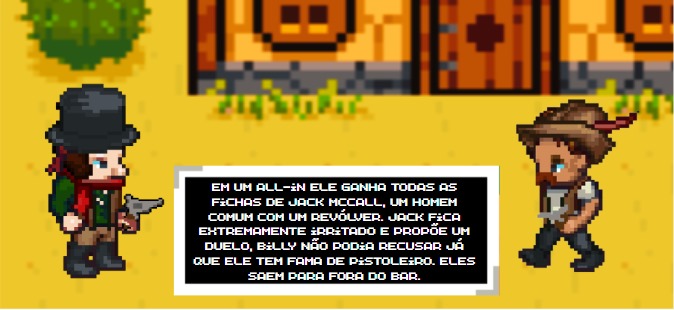 EM UM ALL-IN ELE GANHA TODAS AS
FICHAS DE JACK MCCALL, UM HOMEM
COMUM COM UM REVÓLVER. JACK FICA
EXTREMAMENTE IRRITADO E PROPÕE UM
DUELO, BILLY NÃO PODIA RECUSAR JÁ
QUE ELE TEM FAMA DE PISTOLEIRO. ELES
SAEM PARA FORA DO BAR.